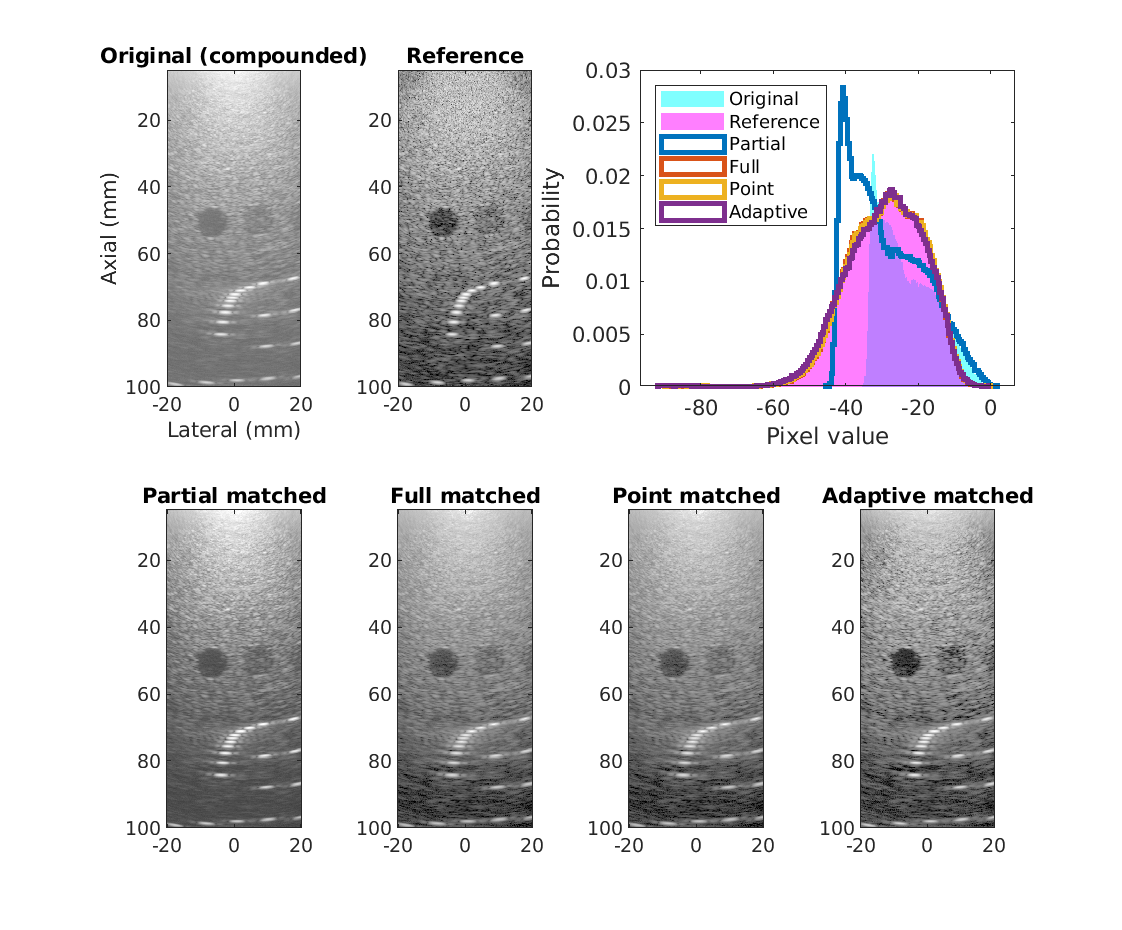 Original (compounded)
20
40
60
80
100
-20 0 20
Axial (mm)
Lateral (mm)
Reference
20
40
60
80
100
-20 0 20
0.03
0.025
0.02
0.015
0.01
0.005
0
Probability
Original
Reference
Partial
Full
Point
Adaptive
-80 -60 -40 -20 0
Pixel value
Partial matched
20
40
60
80
100
-20 0 20
Full matched
20
40
60
80
100
-20 0 20
Point matched
20
40
60
80
100
-20 0 20
Adaptive matched
20
40
60
80
100
-20 0 20